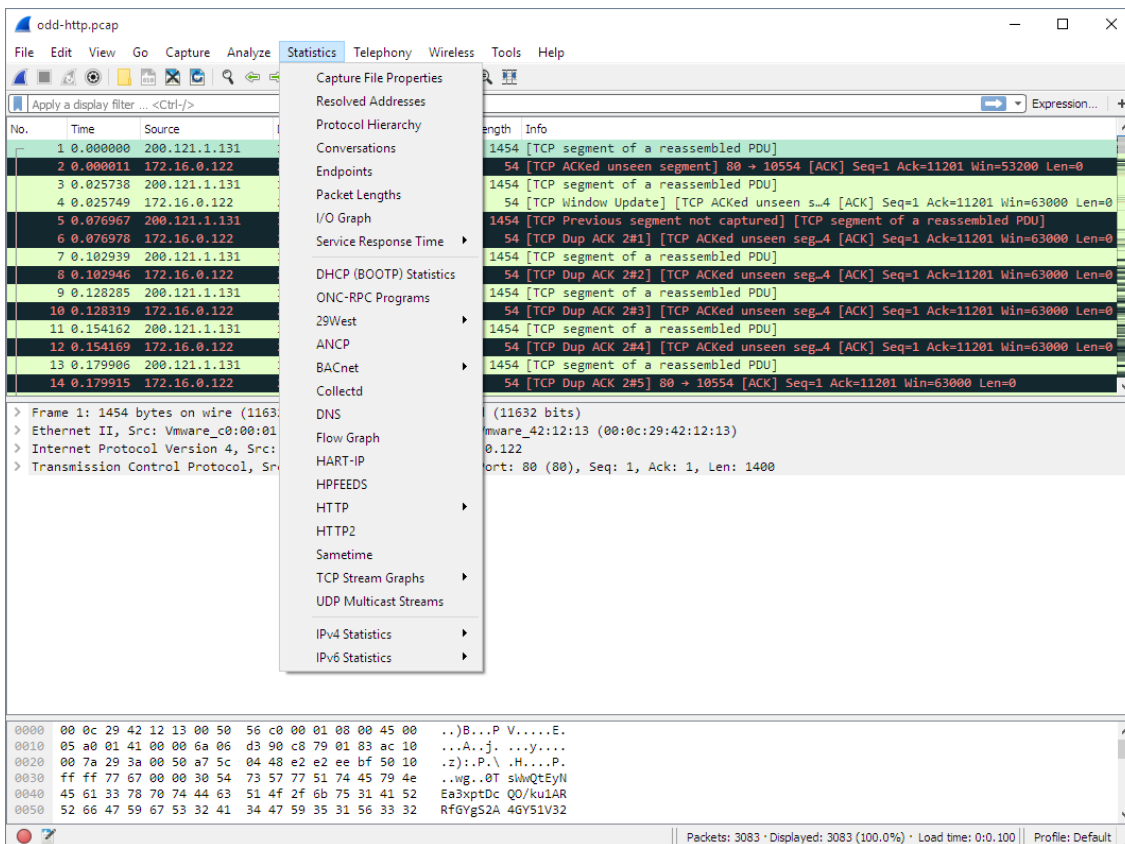 odd-http.pcap
File Edit View Go Capture Analyze Statistics Telephony Wireless Tools Help
Apply a display filter ... <Ctrl-/> Expression... +
No. Time Source ength Info
1 0.000000 200.121.1.131 1454 [TCP segment of a reassembled PDU]
2 0.000011 172.16.0.122 54 [TCP ACKed unseen segment] 80 → 10554 [ACK] Seq=1 Ack=11201 Win=53200 Len=0
3 0.025738 200.121.1.131 1454 [TCP segment of a reassembled PDU]
4 0.025749 172.16.0.122 54 [TCP Window Update] [TCP ACKed unseen s…4 [ACK] Seq=1 Ack=11201 Win=63000 Len=0
5 0.076967 200.121.1.131 1454 [TCP Previous segment not captured] [TCP segment of a reassembled PDU]
6 0.076978 172.16.0.122 54 [TCP Dup ACK 2#1] [TCP ACKed unseen seg…4 [ACK] Seq=1 Ack=11201 Win=63000 Len=0
7 0.102939 200.121.1.131 1454 [TCP segment of a reassembled PDU]
8 0.102946 172.16.0.122 54 [TCP Dup ACK 2#2] [TCP ACKed unseen seg…4 [ACK] Seq=1 Ack=11201 Win=63000 Len=0
9 0.128285 200.121.1.131 1454 [TCP segment of a reassembled PDU]
10 0.128319 172.16.0.122 54 [TCP Dup ACK 2#3] [TCP ACKed unseen seg…4 [ACK] Seq=1 Ack=11201 Win=63000 Len=0
11 0.154162 200.121.1.131 1454 [TCP segment of a reassembled PDU]
12 0.154169 172.16.0.122 54 [TCP Dup ACK 2#4] [TCP ACKed unseen seg…4 [ACK] Seq=1 Ack=11201 Win=63000 Len=0
13 0.179906 200.121.1.131 1454 [TCP segment of a reassembled PDU]
14 0.179915 172.16.0.122 54 [TCP Dup ACK 2#5] 80 → 10554 [ACK] Seq=1 Ack=11201 Win=63000 Len=0
Capture File Properties
Resolved Addresses
Protocol Hierarchy
Conversations
Endpoints
Packet Lengths
I/O Graph
Service Response Time
DHCP (BOOTP) Statistics
ONC-RPC Programs
29West
ANCP
BACnet
Collectd
DNS
Flow Graph
HART-IP
HPFEEDS
HTTP
HTTP2
Sametime
TCP Stream Graphs
UDP Multicast Streams
IPv4 Statistics
IPv6 Statistics
> Frame 1: 1454 bytes on wire (1163 (11632 bits)
> Ethernet II, Src: Vmware_c0:00:01 mware_42:12:13 (00:0c:29:42:12:13)
> Internet Protocol Version 4, Src: 0.122
> Transmission Control Protocol, Sr ort: 80 (80), Seq: 1, Ack: 1, Len: 1400
0000 00 0c 29 42 12 13 00 50 56 c0 00 01 08 00 45 00 ..)B...P V.....E.
0010 05 a0 01 41 00 00 6a 06 d3 90 c8 79 01 83 ac 10 ...A..j. ...y....
0020 00 7a 29 3a 00 50 a7 5c 04 48 e2 e2 ee bf 50 10 .z):.P.\ .H....P.
0030 ff ff 77 67 00 00 30 54 73 57 77 51 74 45 79 4e ..wg..0T sWwQtEyN
0040 45 61 33 78 70 74 44 63 51 4f 2f 6b 75 31 41 52 Ea3xptDc QO/ku1AR
0050 52 66 47 59 67 53 32 41 34 47 59 35 31 56 33 32 RfGYgS2A 4GY51V32
Packets: 3083 · Displayed: 3083 (100.0%) · Load time: 0:0.100 Profile: Default